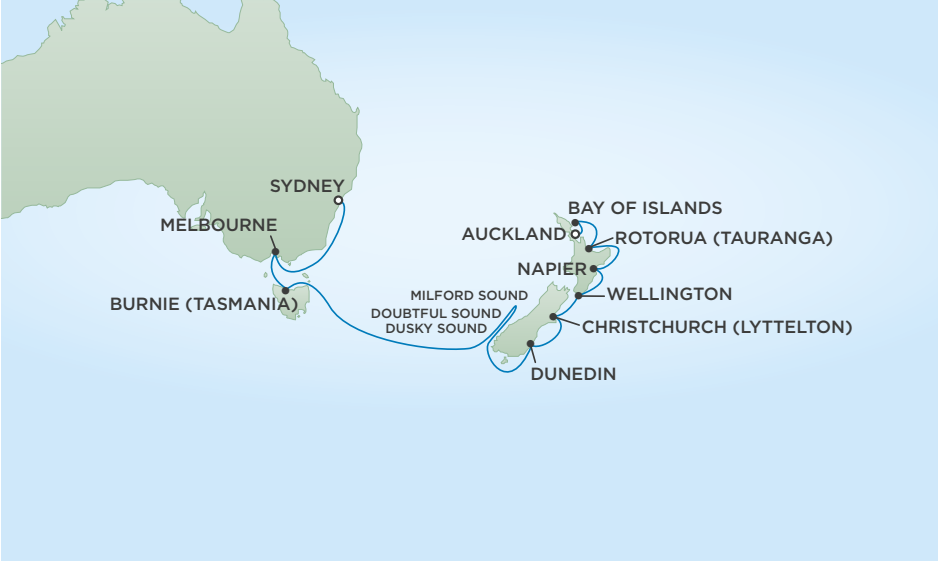 SYDNEY
MELBOURNE
BURNIE (TASMANIA)
BAY OF ISLANDS
AUCKLAND
ROTORUA (TAURANGA)
NAPIER
WELLINGTON
MILFORD SOUND
DOUBTFUL SOUND
DUSKY SOUND
CHRISTCHURCH (LYTTELTON)
DUNEDIN